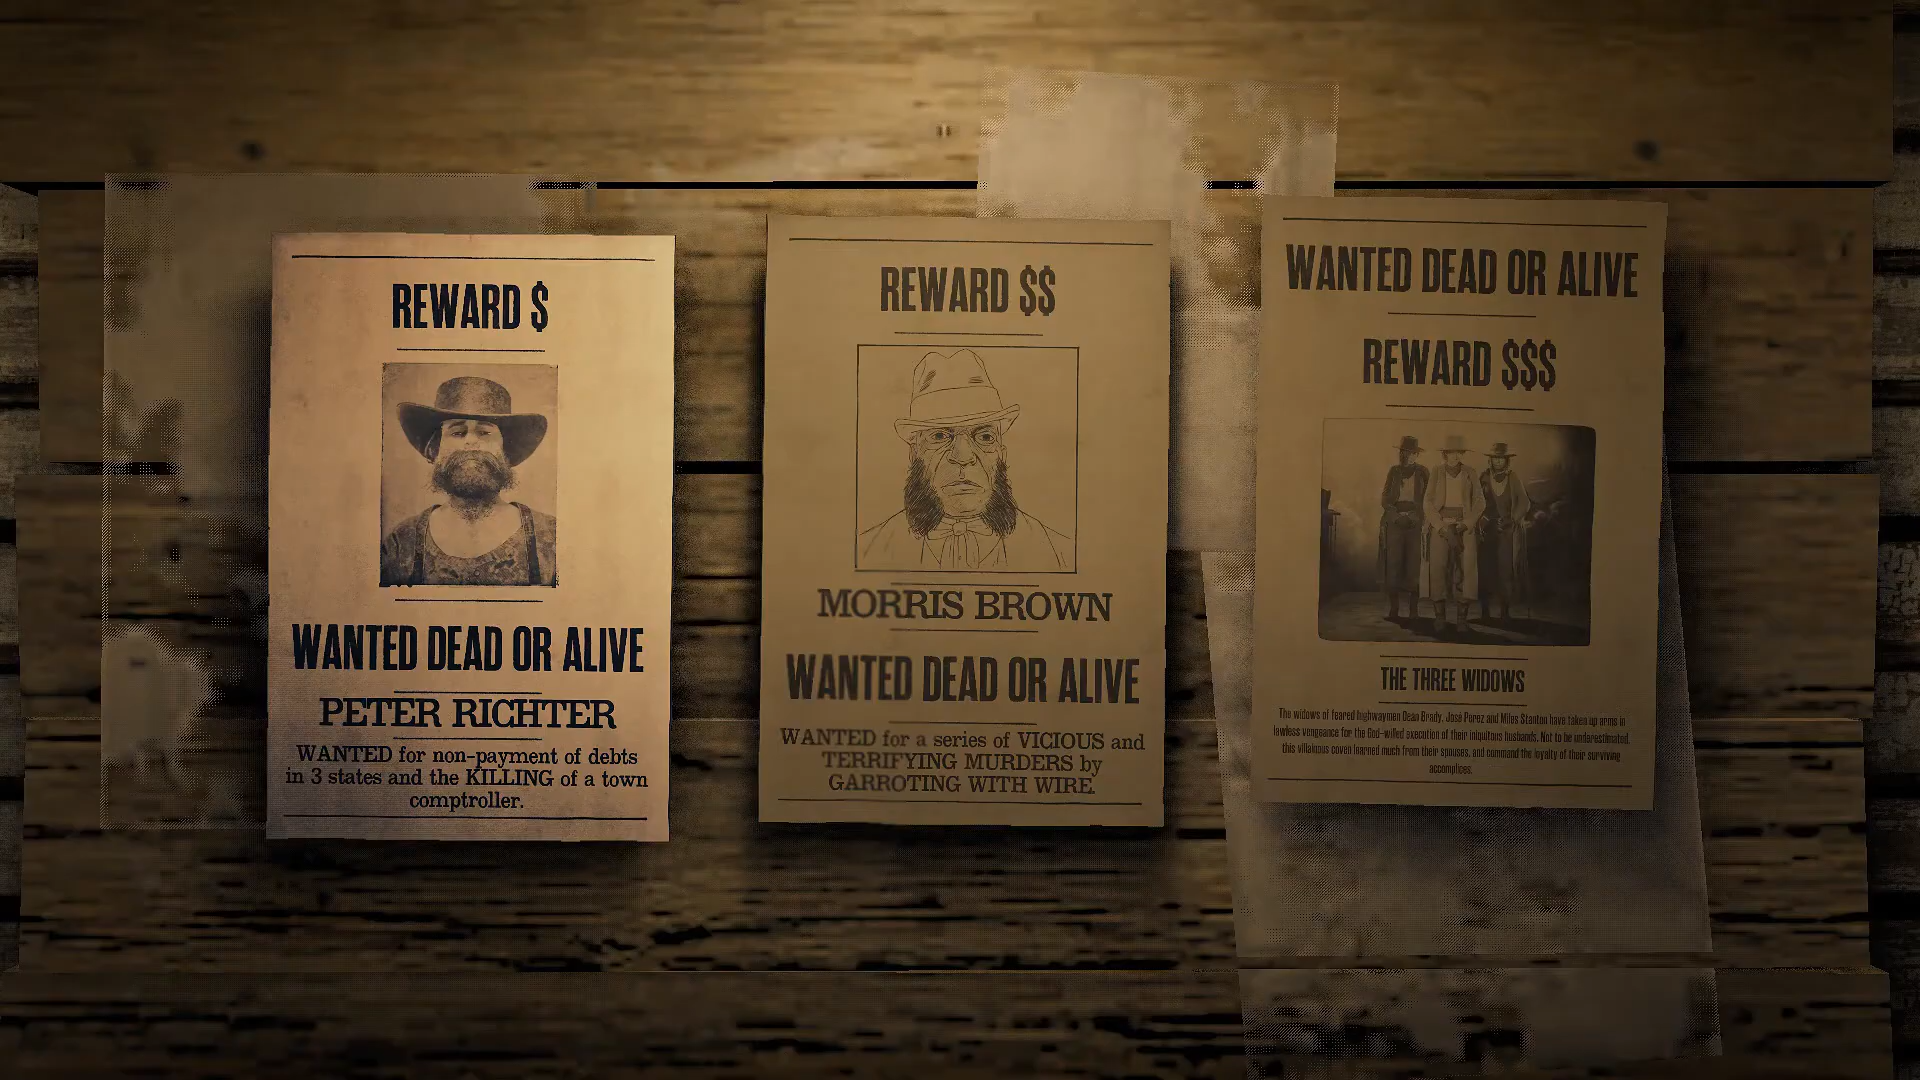 REWARD $
WANTED DEAD OR ALIVE
PETER RICHTER
WANTED for non-payment of debts
in 3 states and the KILLING of a town
comptroller.
REWARD $$
MORRIS BROWN
WANTED DEAD OR ALIVE
WANTED for a series of VICIOUS and
TERRIFYING MURDERS by
GARROTING WITH WIRE.
WANTED DEAD OR ALIVE
REWARD $$$
THE THREE WIDOWS
The widows of feared highwaymen Dean Brady, José Perez and Miles Stanton have taken up arms in
lawless vengeance for the God-willed execution of their iniquitous husbands. Not to be underestimated,
this villainous coven learned much from their spouses, and command the loyalty of their surviving
accomplices.